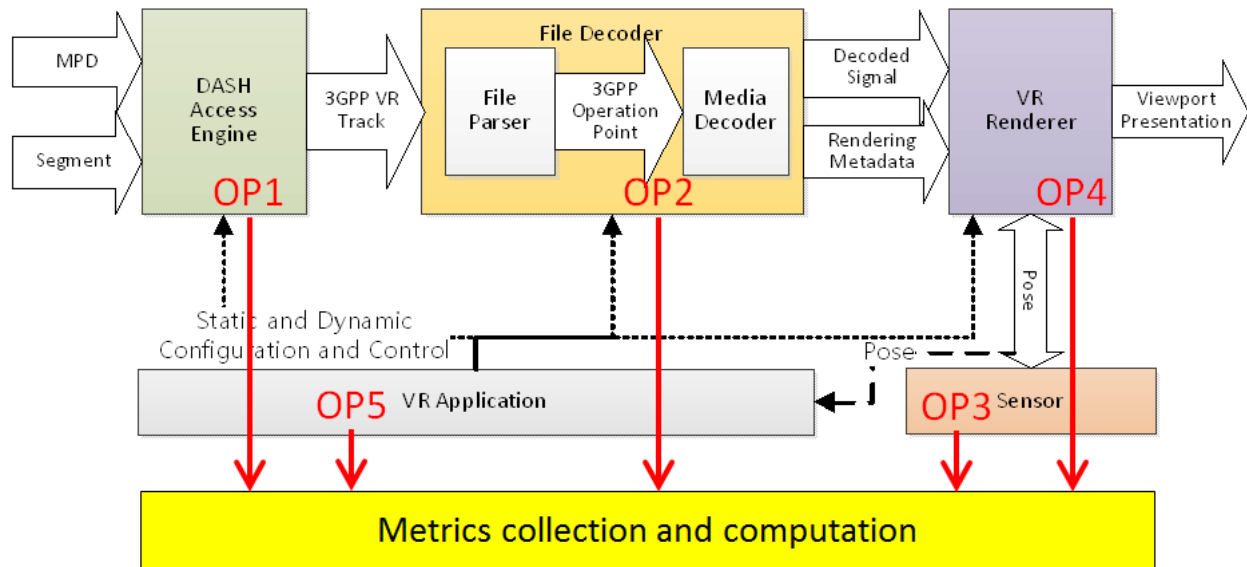 MPD
Segment
DASH
Access
Engine
OP1
3GPP VR
Track
File Decoder
File
Parser
3GPP
Operation
Point
Media
Decoder
OP2
Decoded
Signal
Rendering
Metadata
VR
Renderer
OP4
Viewport
Presentation
Static and Dynamic
Configuration and Control
Pose
Pose
OP5
VR Application
OP3
Sensor
Metrics collection and computation